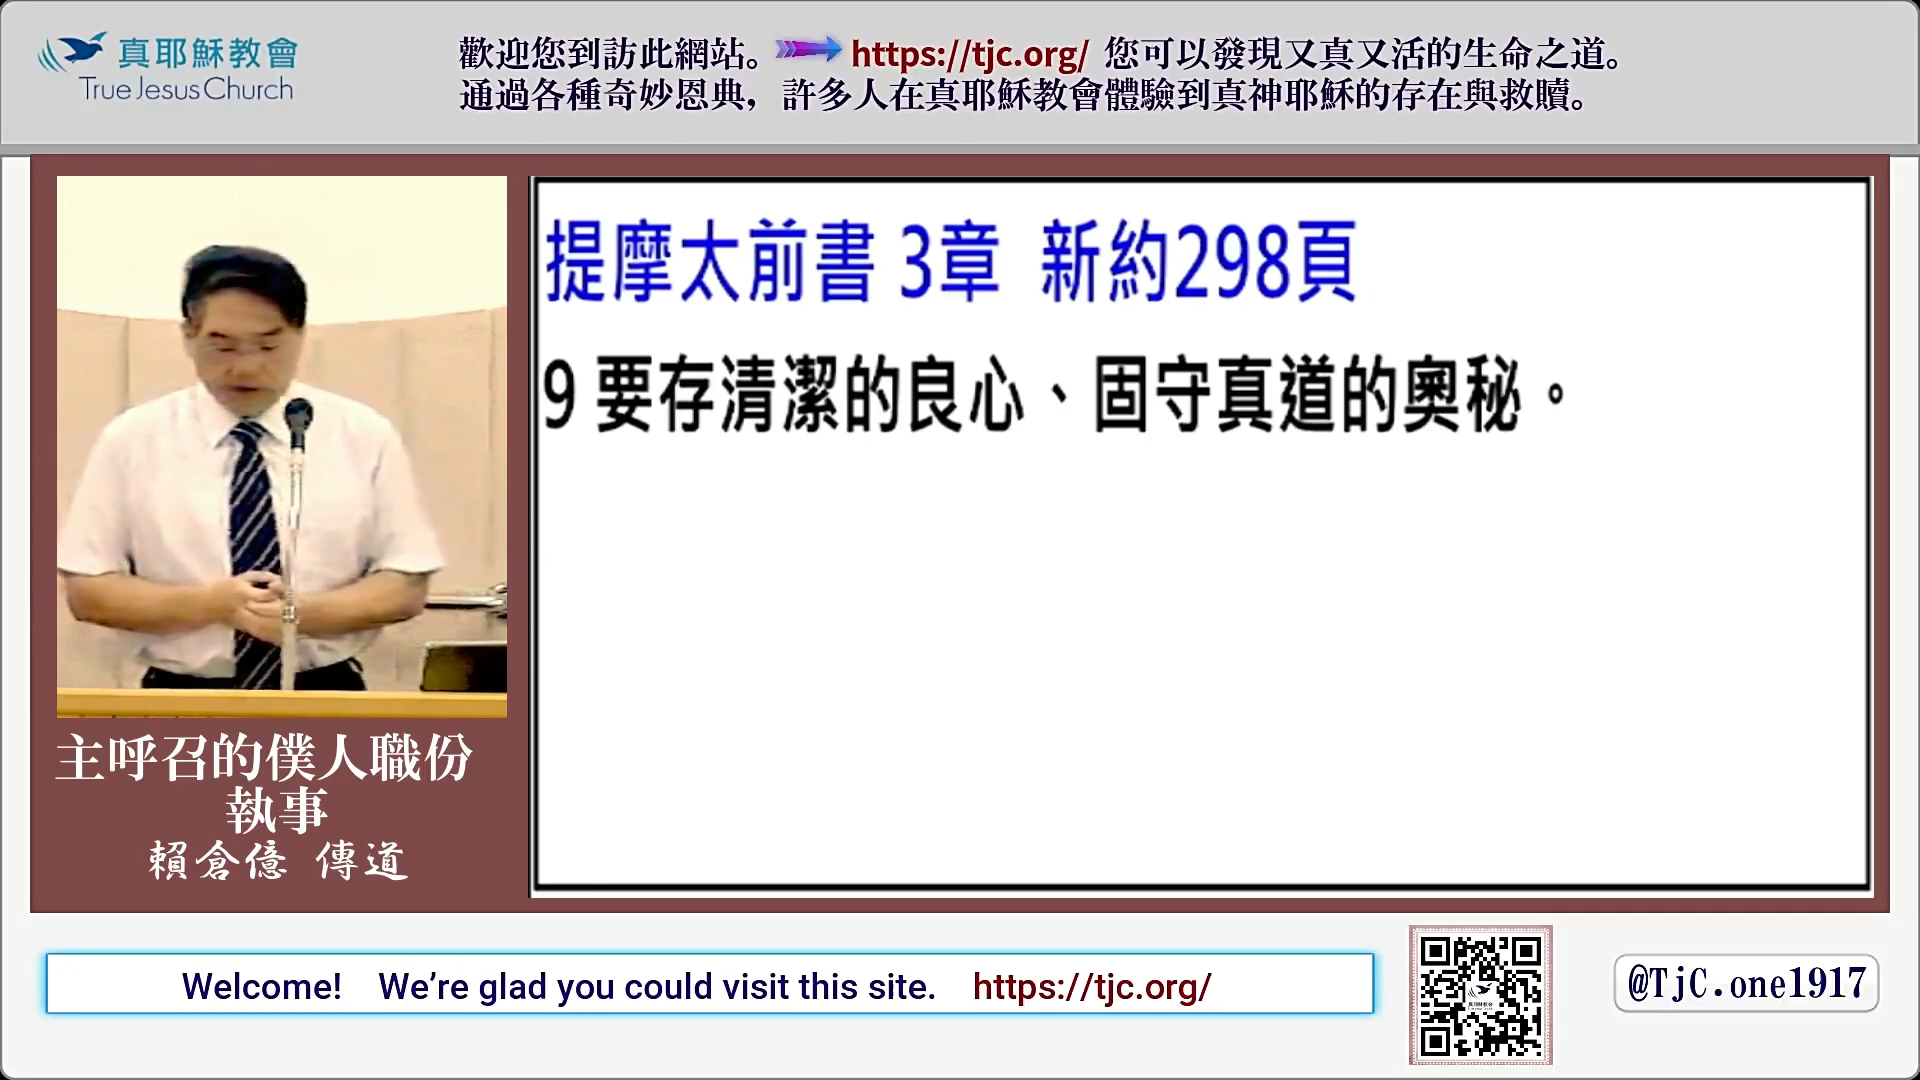 真耶穌教會
True Jesus Church
歡迎您到訪此網站。 https://tjc.org/ 您可以發現又真又活的生命之道。
通過各種奇妙恩典，許多人在真耶穌教會體驗到真神耶穌的存在與救贖。
提摩太前書 3章 新約298頁
9 要存清潔的良心、固守真道的奧秘。
主呼召的僕人職份
執事
賴倉億 傳道
Welcome! We’re glad you could visit this site. https://tjc.org/
@TjC.one1917